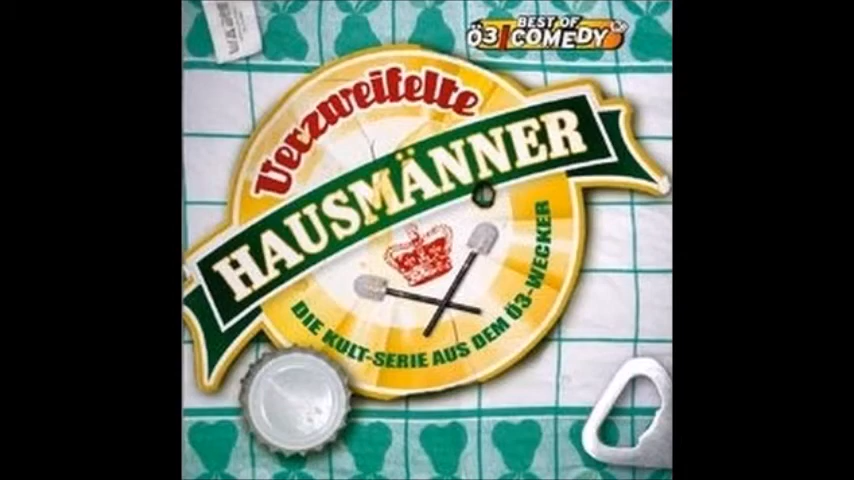 BEST OF
Ö3 COMEDY
Verzweifelte
HAUSMÄNNER
DIE KULT-SERIE AUS DEM Ö3-WECKER